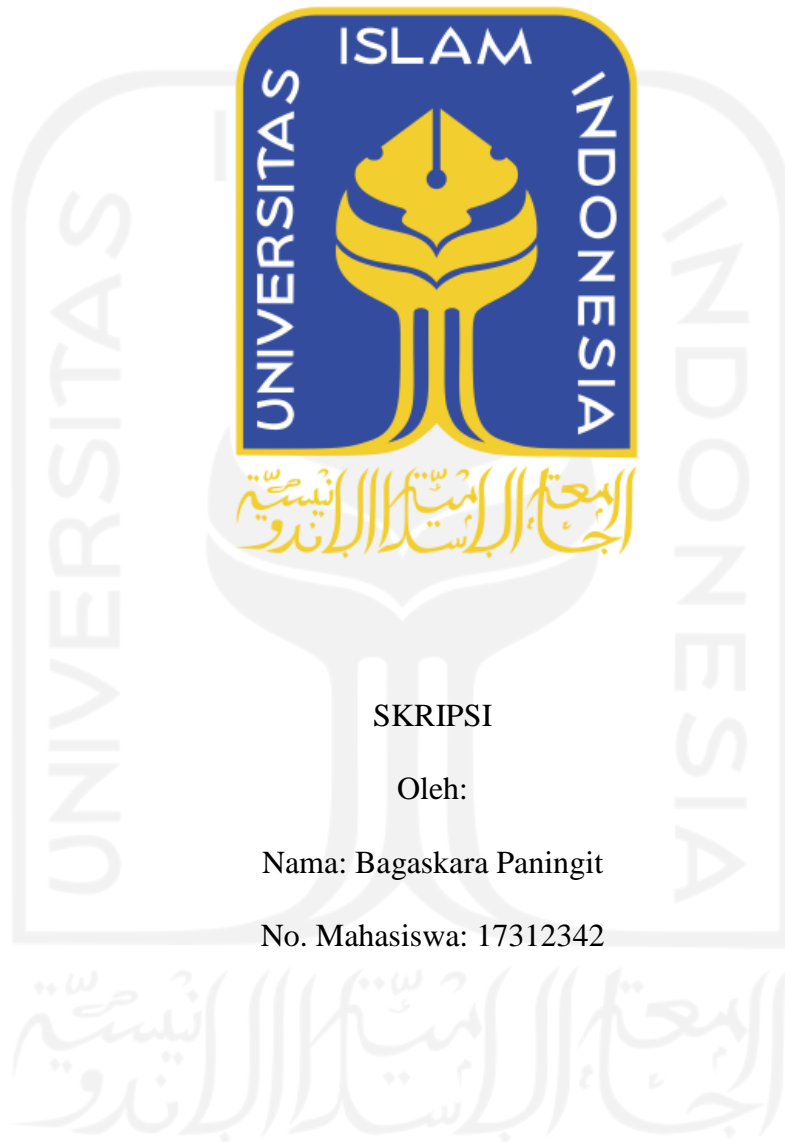 UNIVERSITAS ISLAM INDONESIA
الجامعة الإسلامية الإندونيسية
SKRIPSI
Oleh:
Nama: Bagaskara Paningit
No. Mahasiswa: 17312342